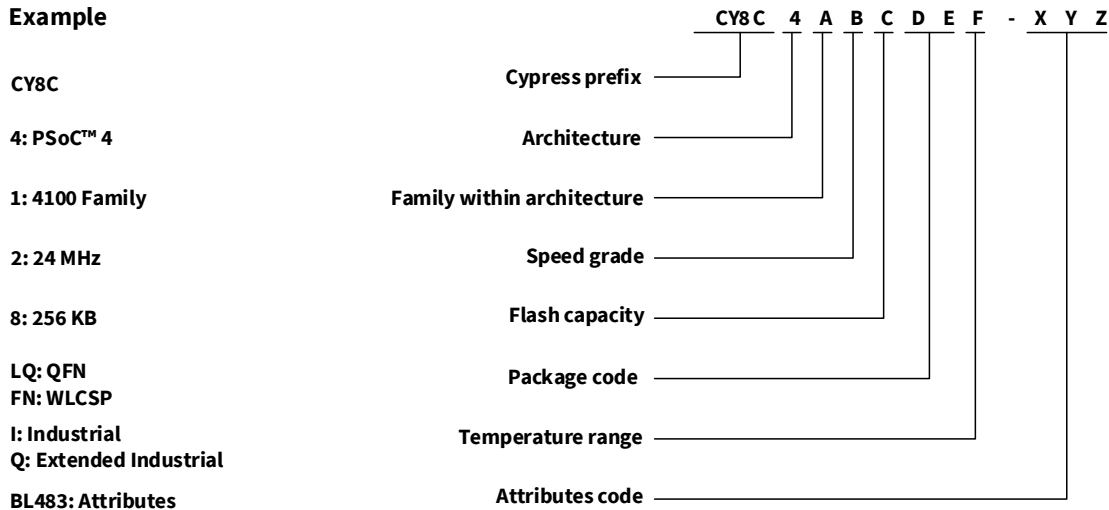 Example
CY8C 4 A B C D E F - X Y Z
CY8C
Cypress prefix
4: PSoC™ 4
Architecture
1: 4100 Family
Family within architecture
2: 24 MHz
Speed grade
8: 256 KB
Flash capacity
LQ: QFN
FN: WLCSP
Package code
I: Industrial
Q: Extended Industrial
Temperature range
BL483: Attributes
Attributes code